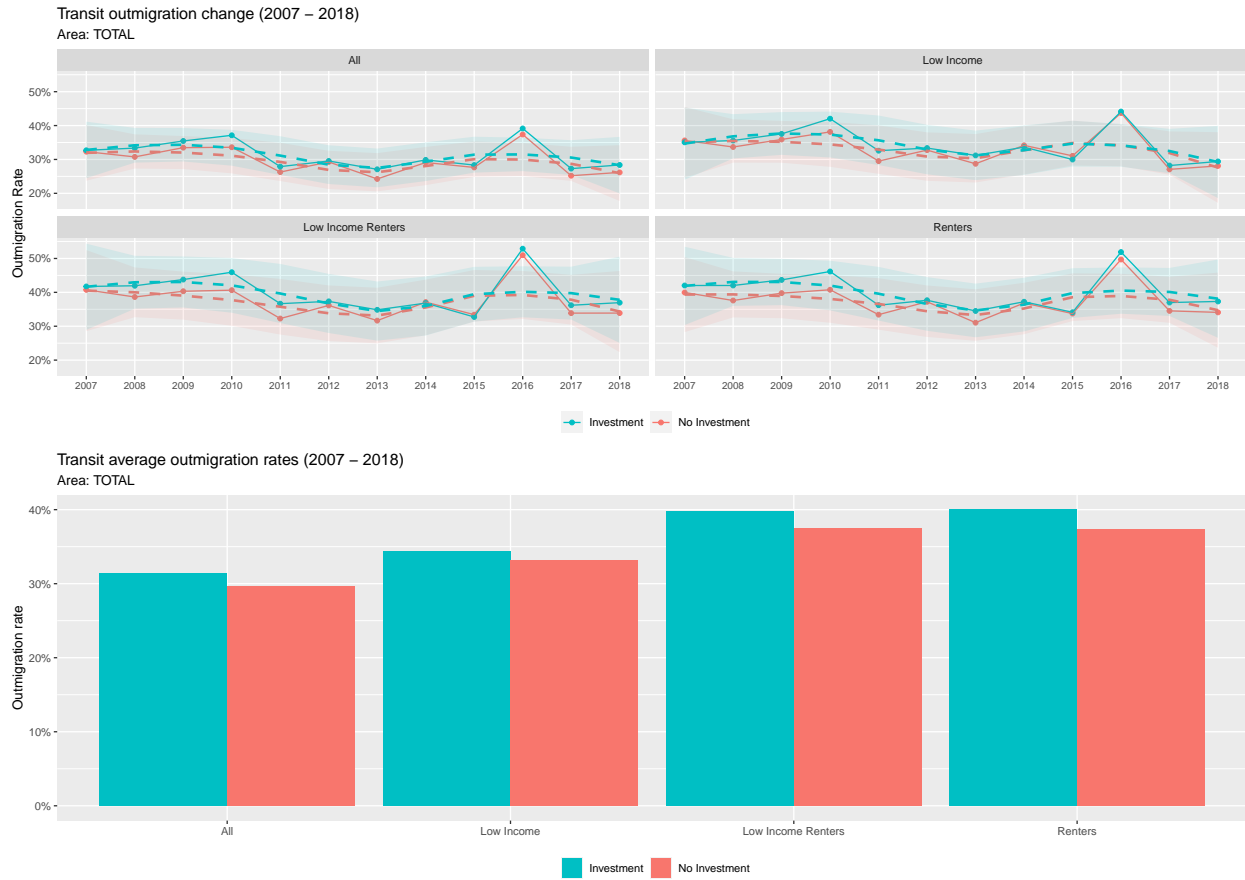 Transit outmigration change (2007 – 2018)
Area: TOTAL
All
Low Income
50%
40%
30%
20%
Low Income Renters
Renters
50%
40%
30%
20%
Outmigration Rate
2007 2008 2009 2010 2011 2012 2013 2014 2015 2016 2017 2018
2007 2008 2009 2010 2011 2012 2013 2014 2015 2016 2017 2018
Investment No Investment
Transit average outmigration rates (2007 – 2018)
Area: TOTAL
40%
30%
20%
10%
0%
Outmigration rate
All Low Income Low Income Renters Renters
Investment No Investment